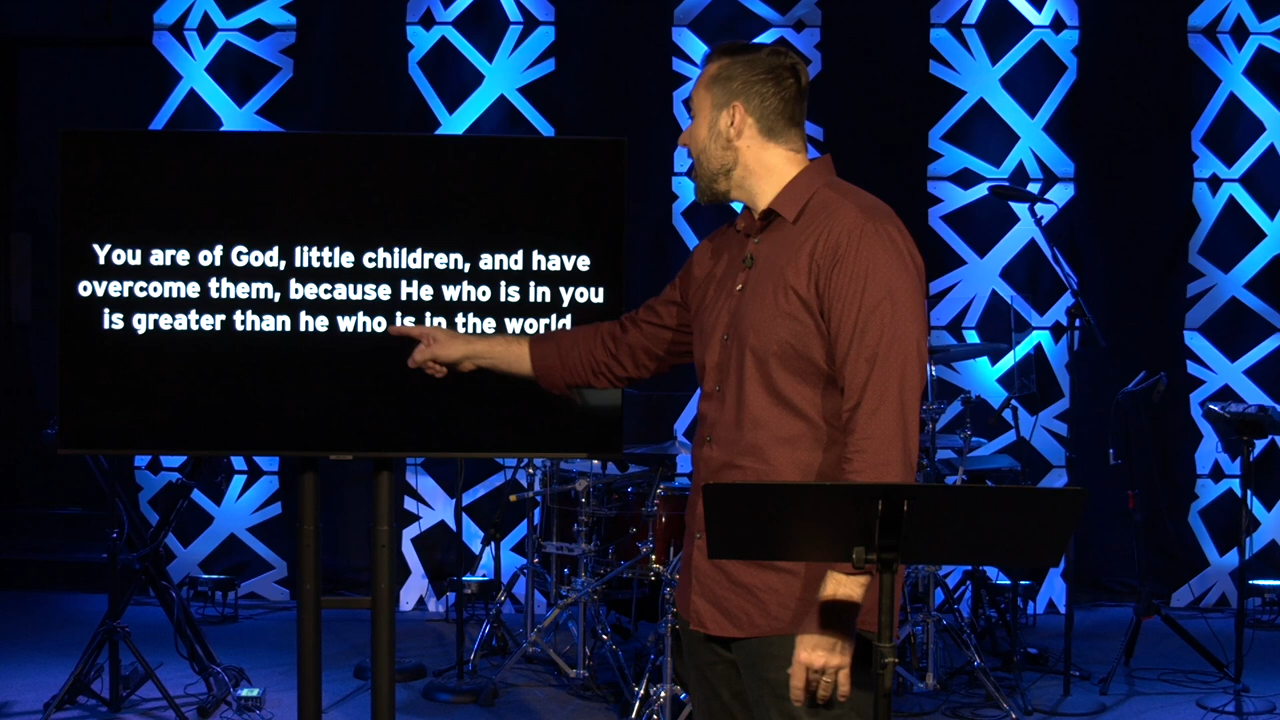 You are of God, little children, and have
overcome them, because He who is in you
is greater than he who is in the world